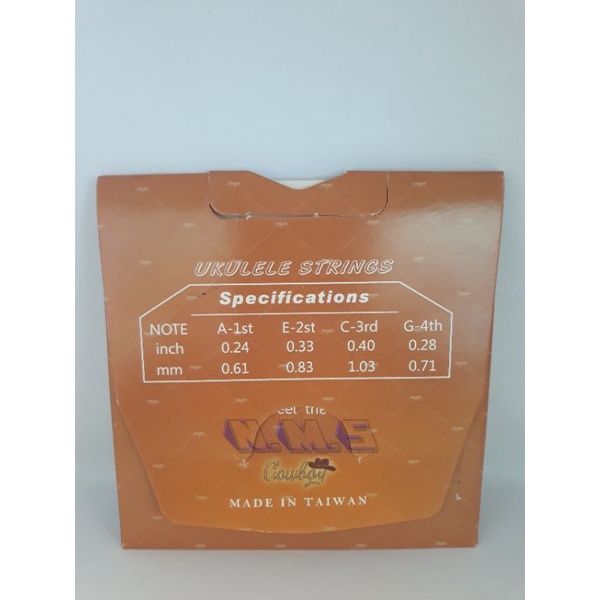 UKULELE STRINGS
Specifications
NOTE A-1st E-2st C-3rd G-4th
inch 0.24 0.33 0.40 0.28
mm 0.61 0.83 1.03 0.71
the
N.M.E
Cowboy
MADE IN TAIWAN